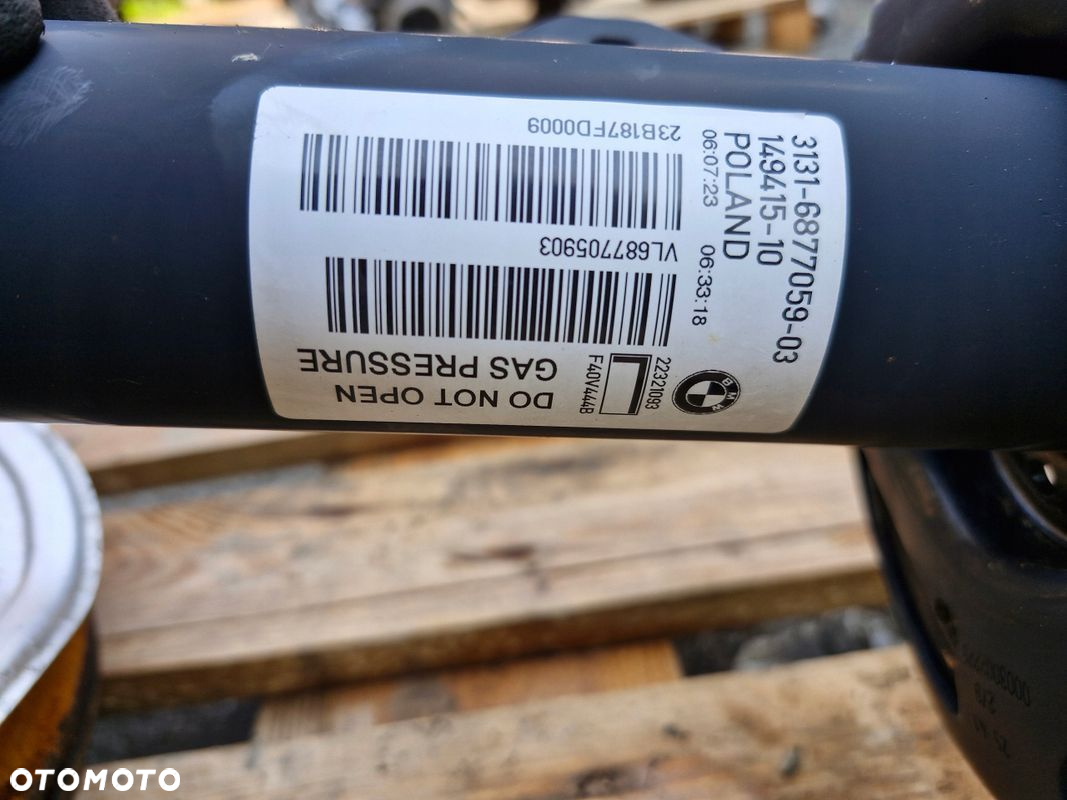 3131-6877059-03
149415-10
POLAND
06:07:23 06:33:18
23B187FD0009
VL687705903
22321093
F40V444B
BMW
DO NOT OPEN
GAS PRESSURE
OTOMOTO